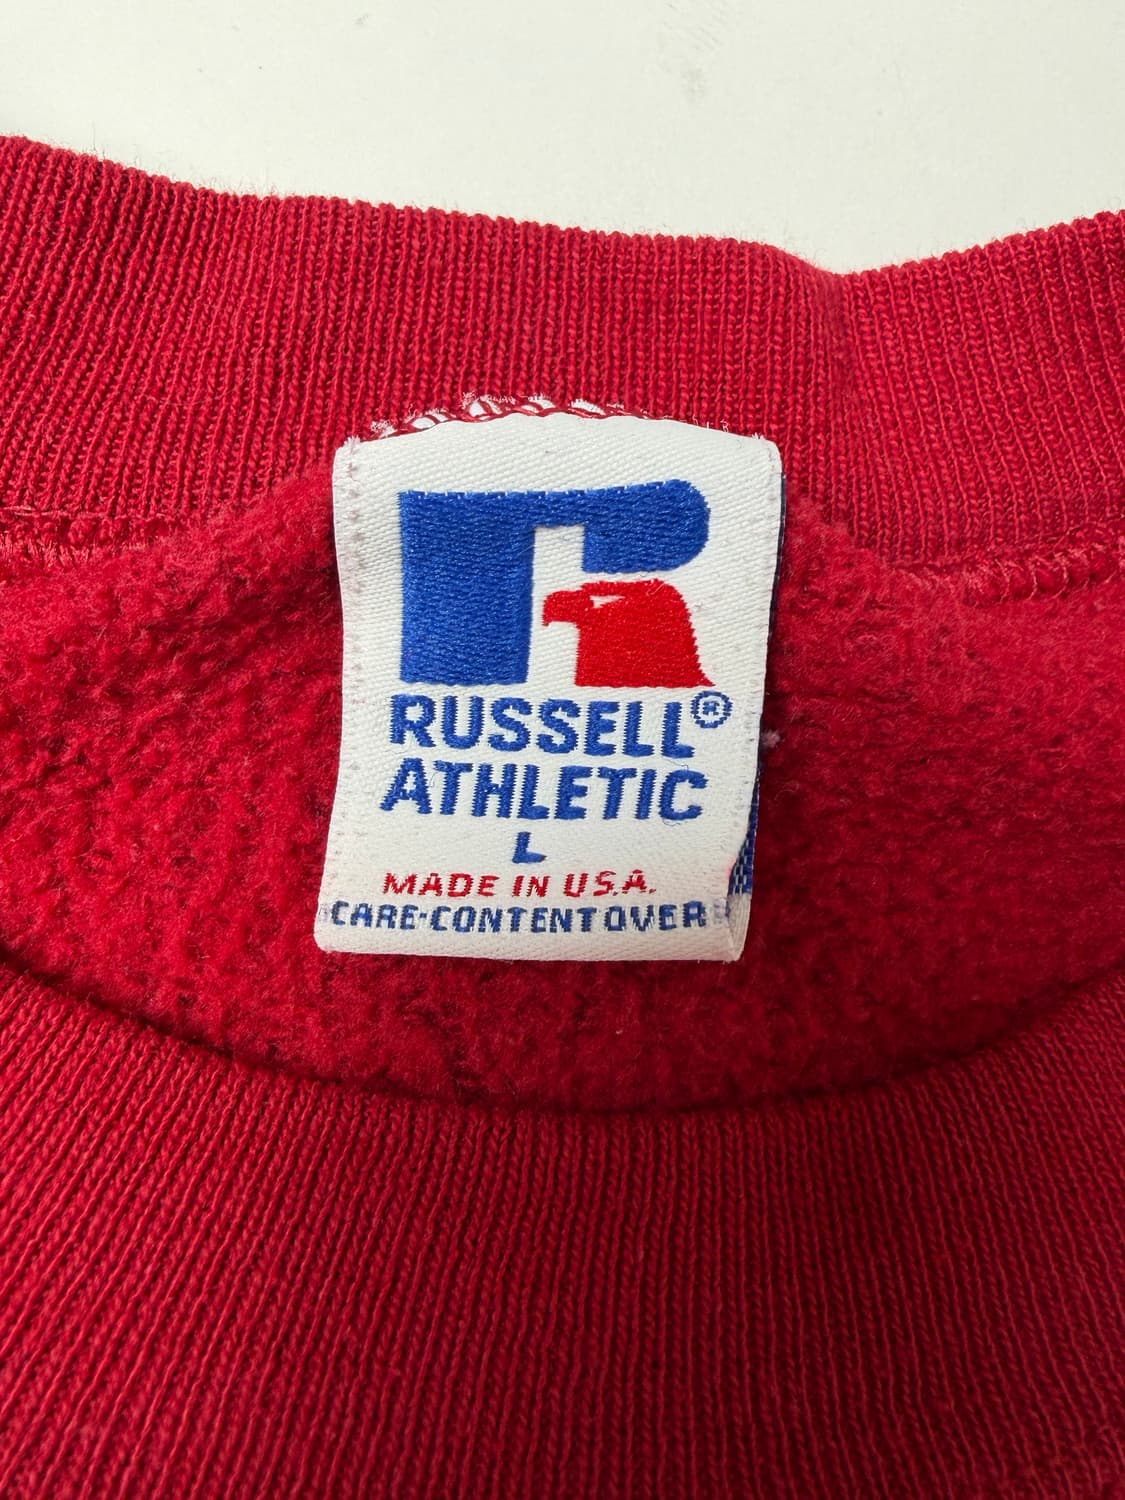 RUSSELL®
ATHLETIC
L
MADE IN U.S.A.
CARE·CONTENT OVER